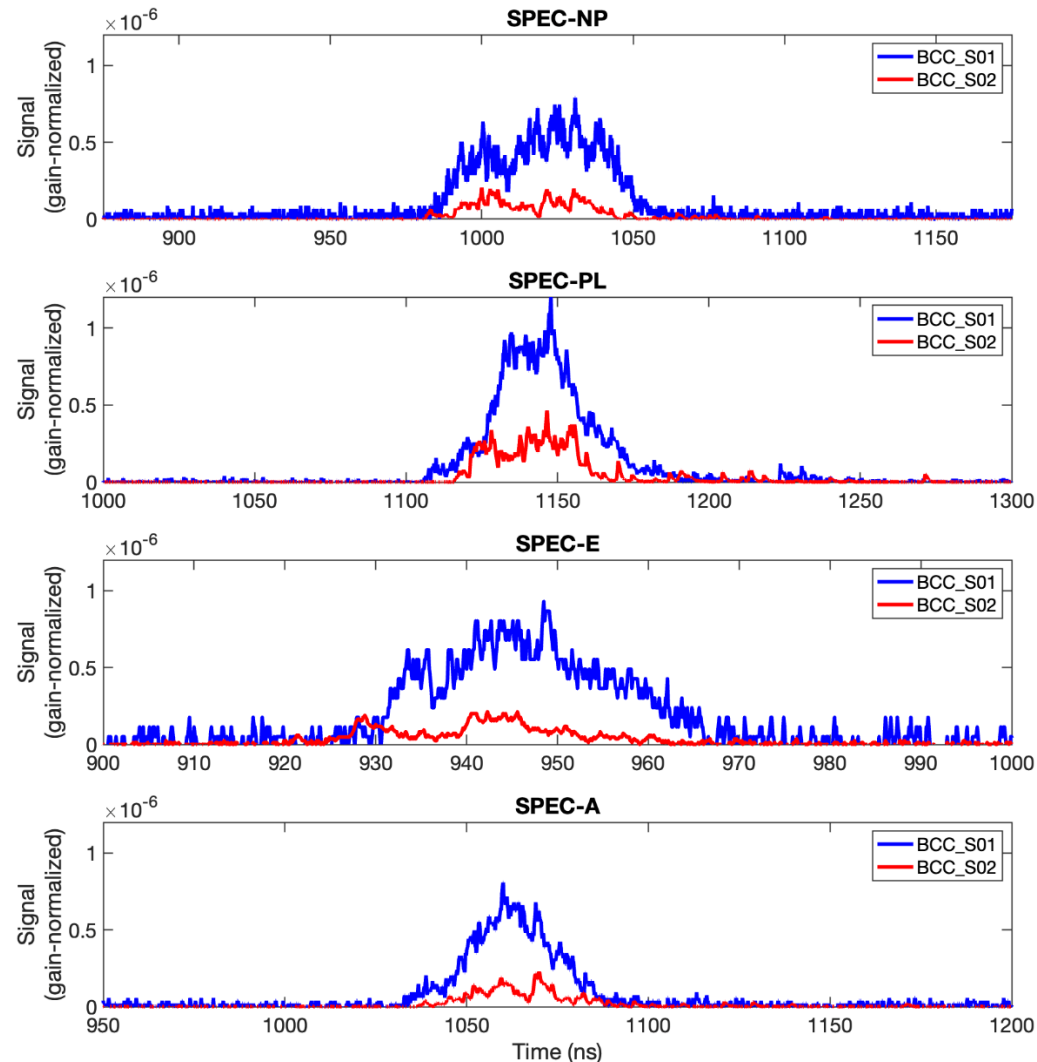 SPEC-NP
×10⁻⁶
1
0.5
0
Signal
(gain-normalized)
BCC_S01
BCC_S02
900 950 1000 1050 1100 1150
SPEC-PL
×10⁻⁶
1
0.5
0
Signal
(gain-normalized)
BCC_S01
BCC_S02
1000 1050 1100 1150 1200 1250 1300
SPEC-E
×10⁻⁶
1
0.5
0
Signal
(gain-normalized)
BCC_S01
BCC_S02
900 910 920 930 940 950 960 970 980 990 1000
SPEC-A
×10⁻⁶
1
0.5
0
Signal
(gain-normalized)
BCC_S01
BCC_S02
950 1000 1050 1100 1150 1200
Time (ns)